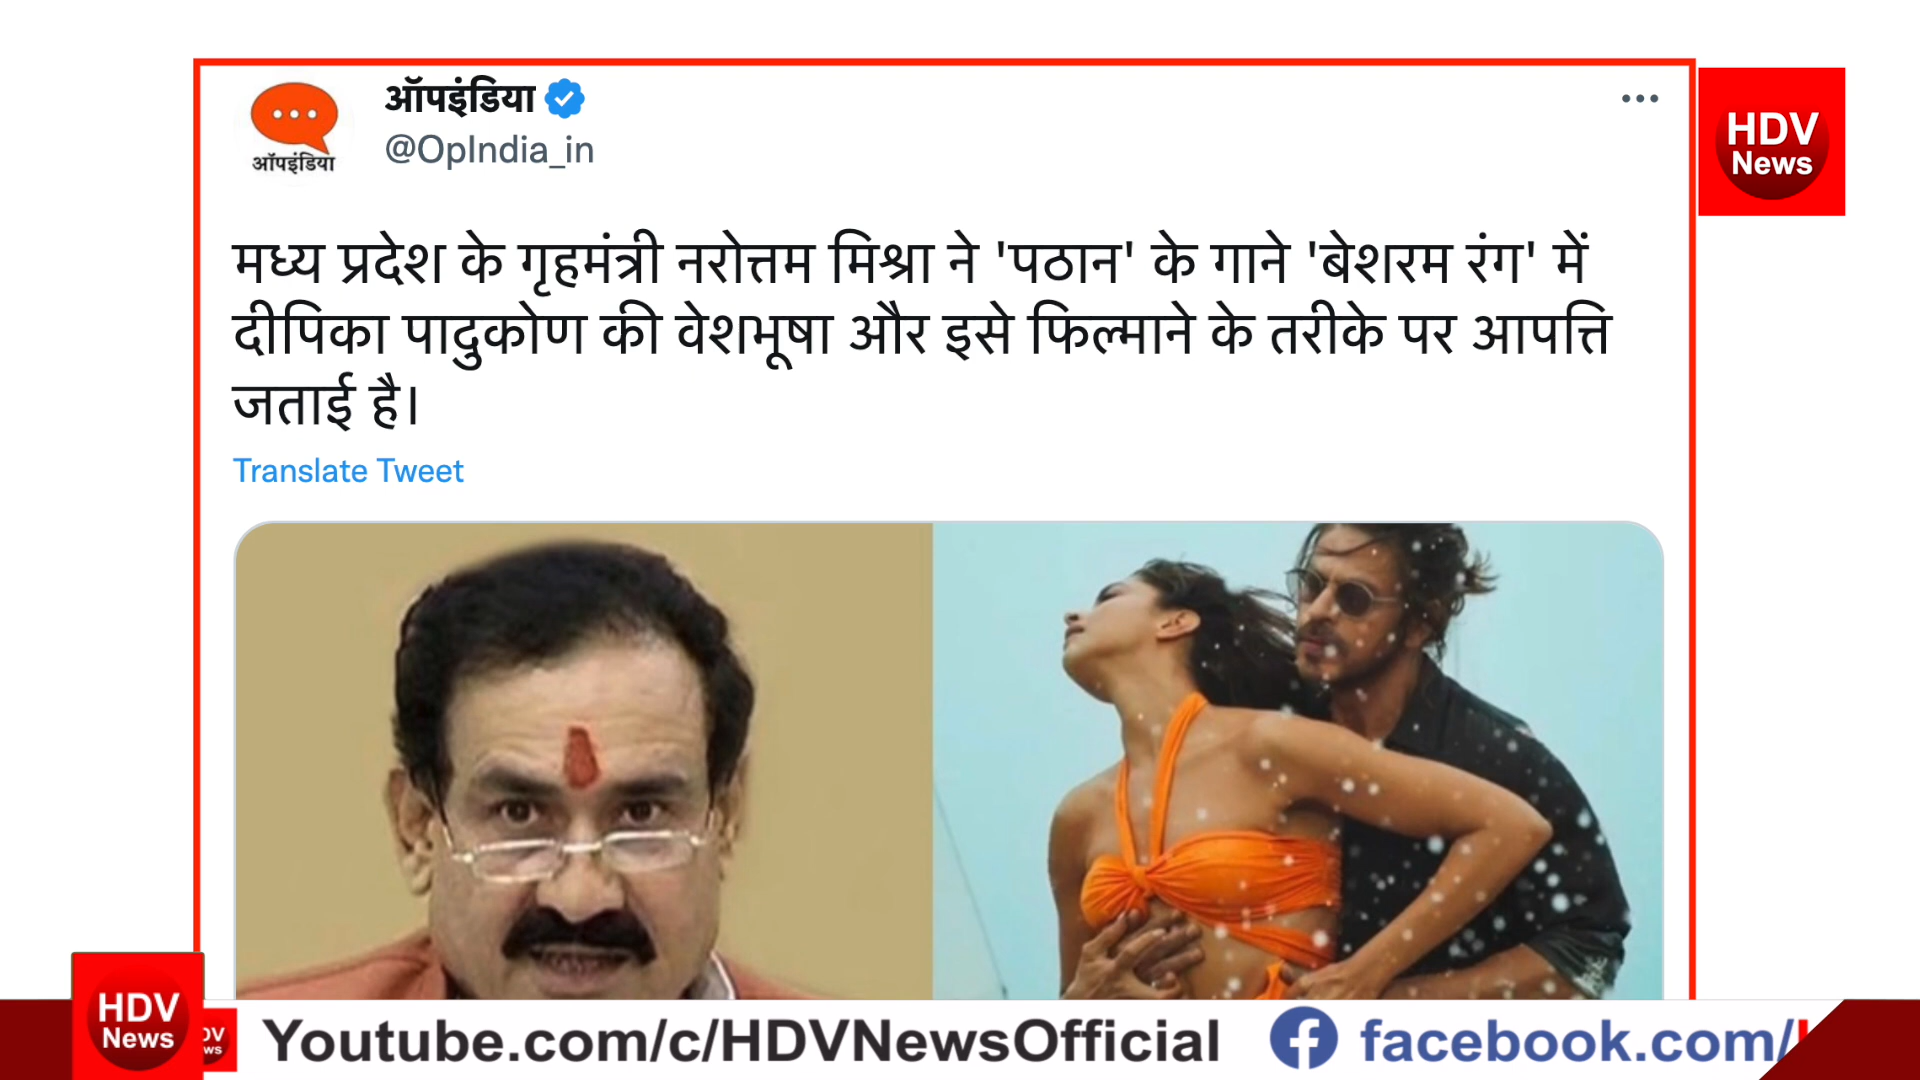 ऑपइंडिया
@OpIndia_in
ऑपइंडिया
HDV
News
मध्य प्रदेश के गृहमंत्री नरोत्तम मिश्रा ने 'पठान' के गाने 'बेशरम रंग' में
दीपिका पादुकोण की वेशभूषा और इसे फिल्माने के तरीके पर आपत्ति
जताई है।
Translate Tweet
HDV
News
Youtube.com/c/HDVNewsOfficial
facebook.com/